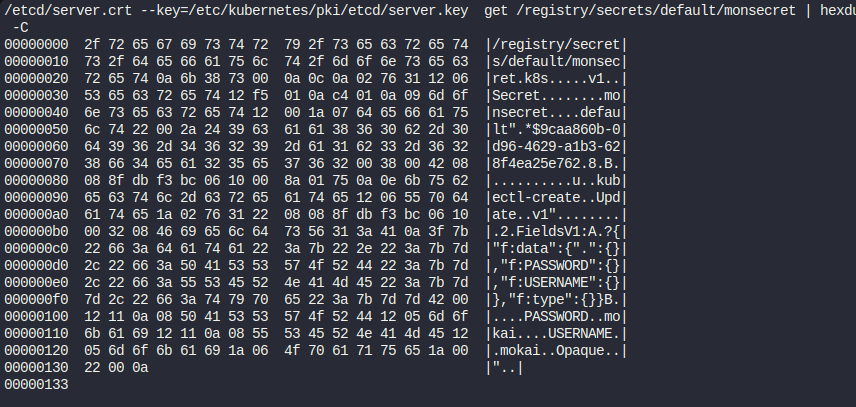 /etcd/server.crt --key=/etc/kubernetes/pki/etcd/server.key  get /registry/secrets/default/monsecret | hexdu
 -C
00000000  2f 72 65 67 69 73 74 72  79 2f 73 65 63 72 65 74  |/registry/secret|
00000010  73 2f 64 65 66 61 75 6c  74 2f 6d 6f 6e 73 65 63  |s/default/monsec|
00000020  72 65 74 0a 6b 38 73 00  0a 0c 0a 02 76 31 12 06  |ret.k8s.....v1..|
00000030  53 65 63 72 65 74 12 f5  01 0a c4 01 0a 09 6d 6f  |Secret........mo|
00000040  6e 73 65 63 72 65 74 12  00 1a 07 64 65 66 61 75  |nsecret....defau|
00000050  6c 74 22 00 2a 24 39 63  61 61 38 36 30 62 2d 30  |lt".*$9caa860b-0|
00000060  64 39 36 2d 34 36 32 39  2d 61 31 62 33 2d 36 32  |d96-4629-a1b3-62|
00000070  38 66 34 65 61 32 35 65  37 36 32 00 38 00 42 08  |8f4ea25e762.8.B.|
00000080  08 8f db f3 bc 06 10 00  8a 01 75 0a 0e 6b 75 62  |..........u..kub|
00000090  65 63 74 6c 2d 63 72 65  61 74 65 12 06 55 70 64  |ectl-create..Upd|
000000a0  61 74 65 1a 02 76 31 22  08 08 8f db f3 bc 06 10  |ate..v1"........|
000000b0  00 32 08 46 69 65 6c 64  73 56 31 3a 41 0a 3f 7b  |.2.FieldsV1:A.?{|
000000c0  22 66 3a 64 61 74 61 22  3a 7b 22 2e 22 3a 7b 7d  |"f:data":{".":{}|
000000d0  2c 22 66 3a 50 41 53 53  57 4f 52 44 22 3a 7b 7d  |,"f:PASSWORD":{}|
000000e0  2c 22 66 3a 55 53 45 52  4e 41 4d 45 22 3a 7b 7d  |,"f:USERNAME":{}|
000000f0  7d 2c 22 66 3a 74 79 70  65 22 3a 7b 7d 7d 42 00  |},"f:type":{}}B.|
00000100  12 11 0a 08 50 41 53 53  57 4f 52 44 12 05 6d 6f  |....PASSWORD..mo|
00000110  6b 61 69 12 11 0a 08 55  53 45 52 4e 41 4d 45 12  |kai....USERNAME.|
00000120  05 6d 6f 6b 61 69 1a 06  4f 70 61 71 75 65 1a 00  |.mokai..Opaque..|
00000130  22 00 0a                                          |"..|
00000133